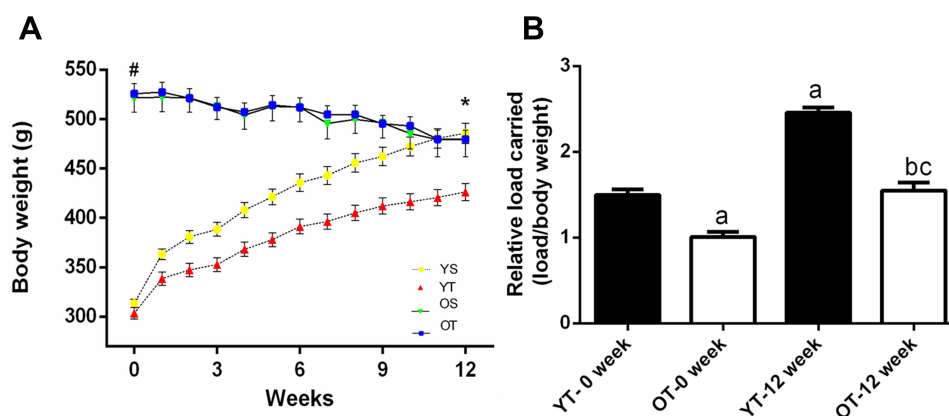 A
#
550
500
450
400
350
300
Body weight (g)
*
YS
YT
OS
OT
0
3
6
9
12
Weeks
B
3
2
1
0
Relative load carried
(load/body weight)
a
a
bc
YT- 0 week
OT-0 week
YT-12 week
OT-12 week